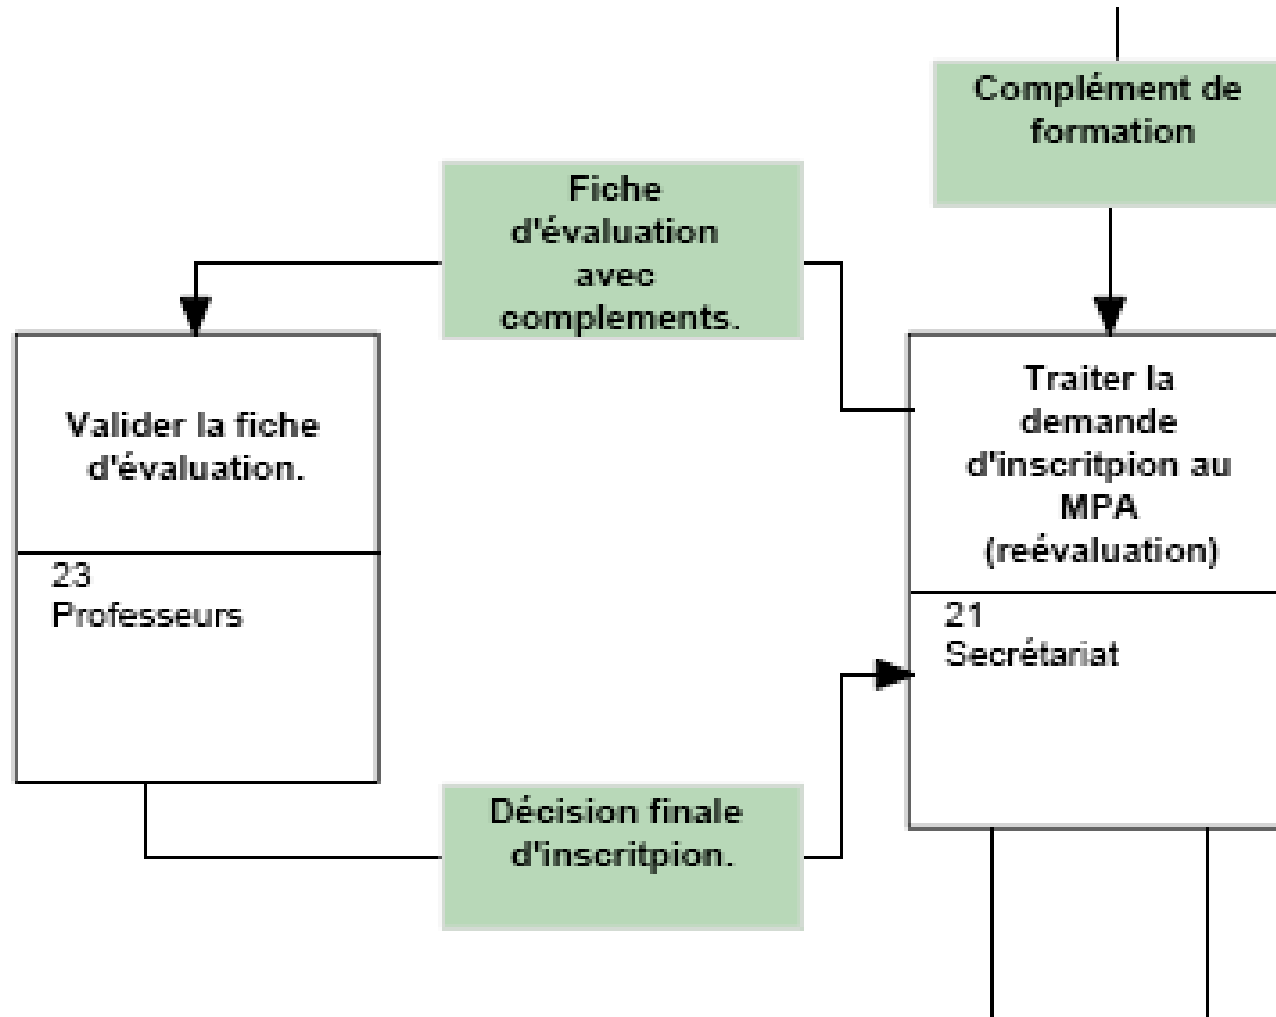 Complément de
formation
Fiche
d'évaluation
avec
complements.
Valider la fiche
d'évaluation.
23
Professeurs
Traiter la
demande
d'inscritpion au
MPA
(reévaluation)
21
Secrétariat
Décision finale
d'inscritpion.